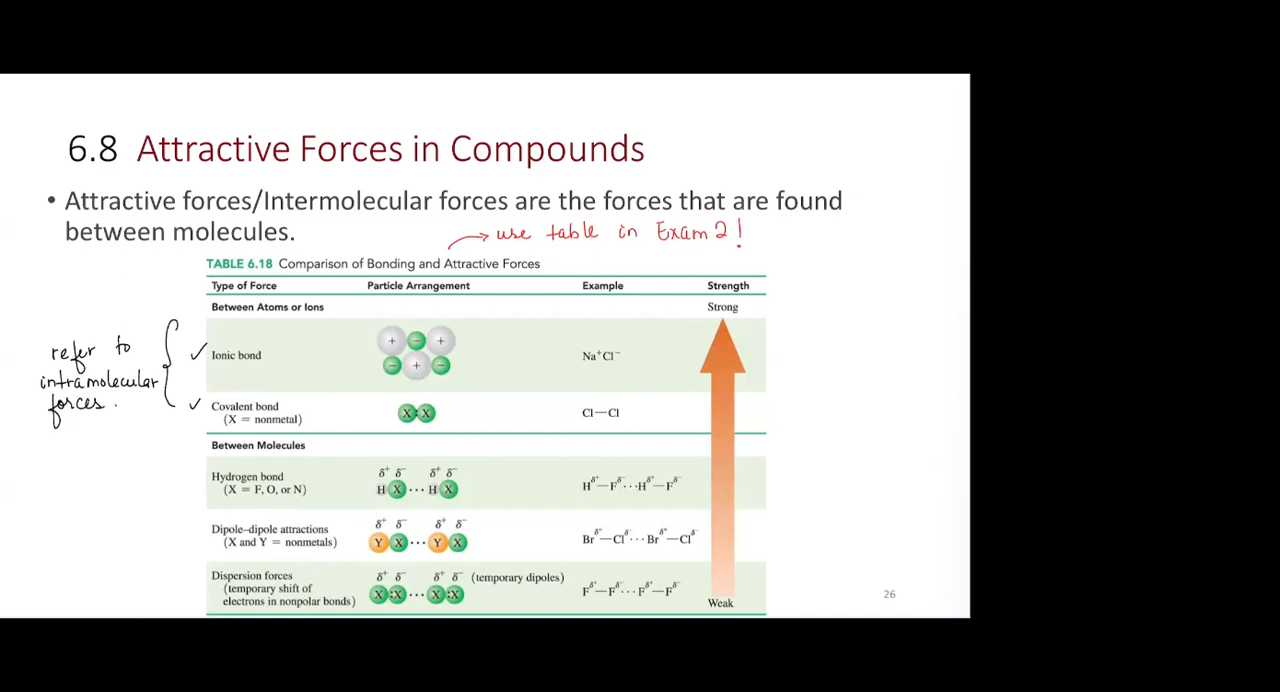 6.8 Attractive Forces in Compounds
• Attractive forces/Intermolecular forces are the forces that are found
between molecules.
→ use table in Exam 2!
TABLE 6.18 Comparison of Bonding and Attractive Forces
Type of Force Particle Arrangement Example Strength
Between Atoms or Ions Strong
refer to
intramolecular
forces.
✓ Ionic bond + − + − + − Na⁺Cl⁻
✓ Covalent bond
(X = nonmetal) X:X Cl—Cl
Between Molecules
Hydrogen bond
(X = F, O, or N)
δ⁺ δ⁻ δ⁺ δ⁻
H X ··· H X
H^δ⁺—F^δ⁻···H^δ⁺—F^δ⁻
Dipole–dipole attractions
(X and Y = nonmetals)
δ⁺ δ⁻ δ⁺ δ⁻
Y X ··· Y X
Br^δ⁺—Cl^δ⁻···Br^δ⁺—Cl^δ⁻
Dispersion forces
(temporary shift of
electrons in nonpolar bonds)
δ⁺ δ⁻ δ⁺ δ⁻ (temporary dipoles)
X:X ··· X:X
F^δ⁺—F^δ⁻···F^δ⁺—F^δ⁻
Weak
26